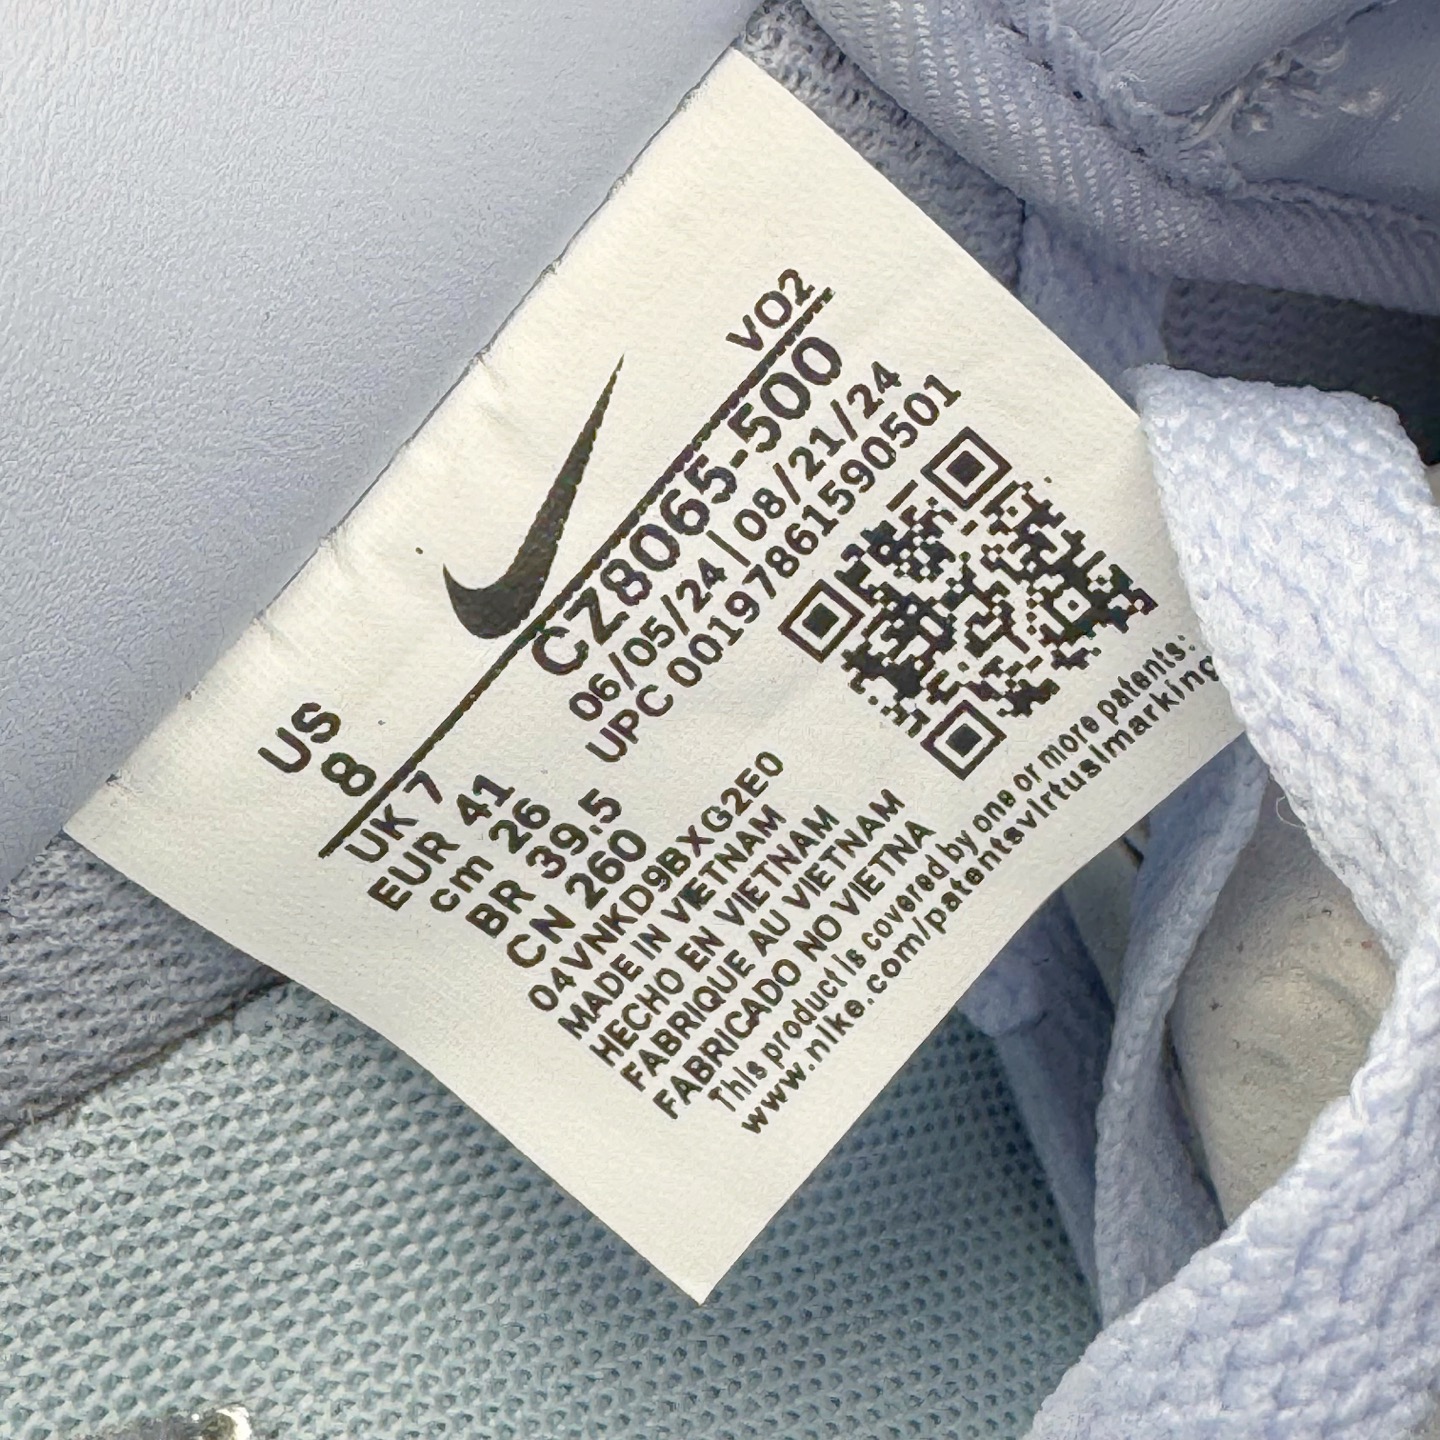 VO2
US
8
CZ8065-500
06/05/24 | 08/21/24
UPC 00197861590501
UK 7
EUR 41
cm 26
BR 39.5
CN 260
04VNKD9BXG2E0
MADE IN VIETNAM
HECHO EN VIETNAM
FABRIQUE AU VIETNAM
FABRICADO NO VIETNA
This product is covered by one or more patents:
www.nike.com/patentsvirtuslmarking